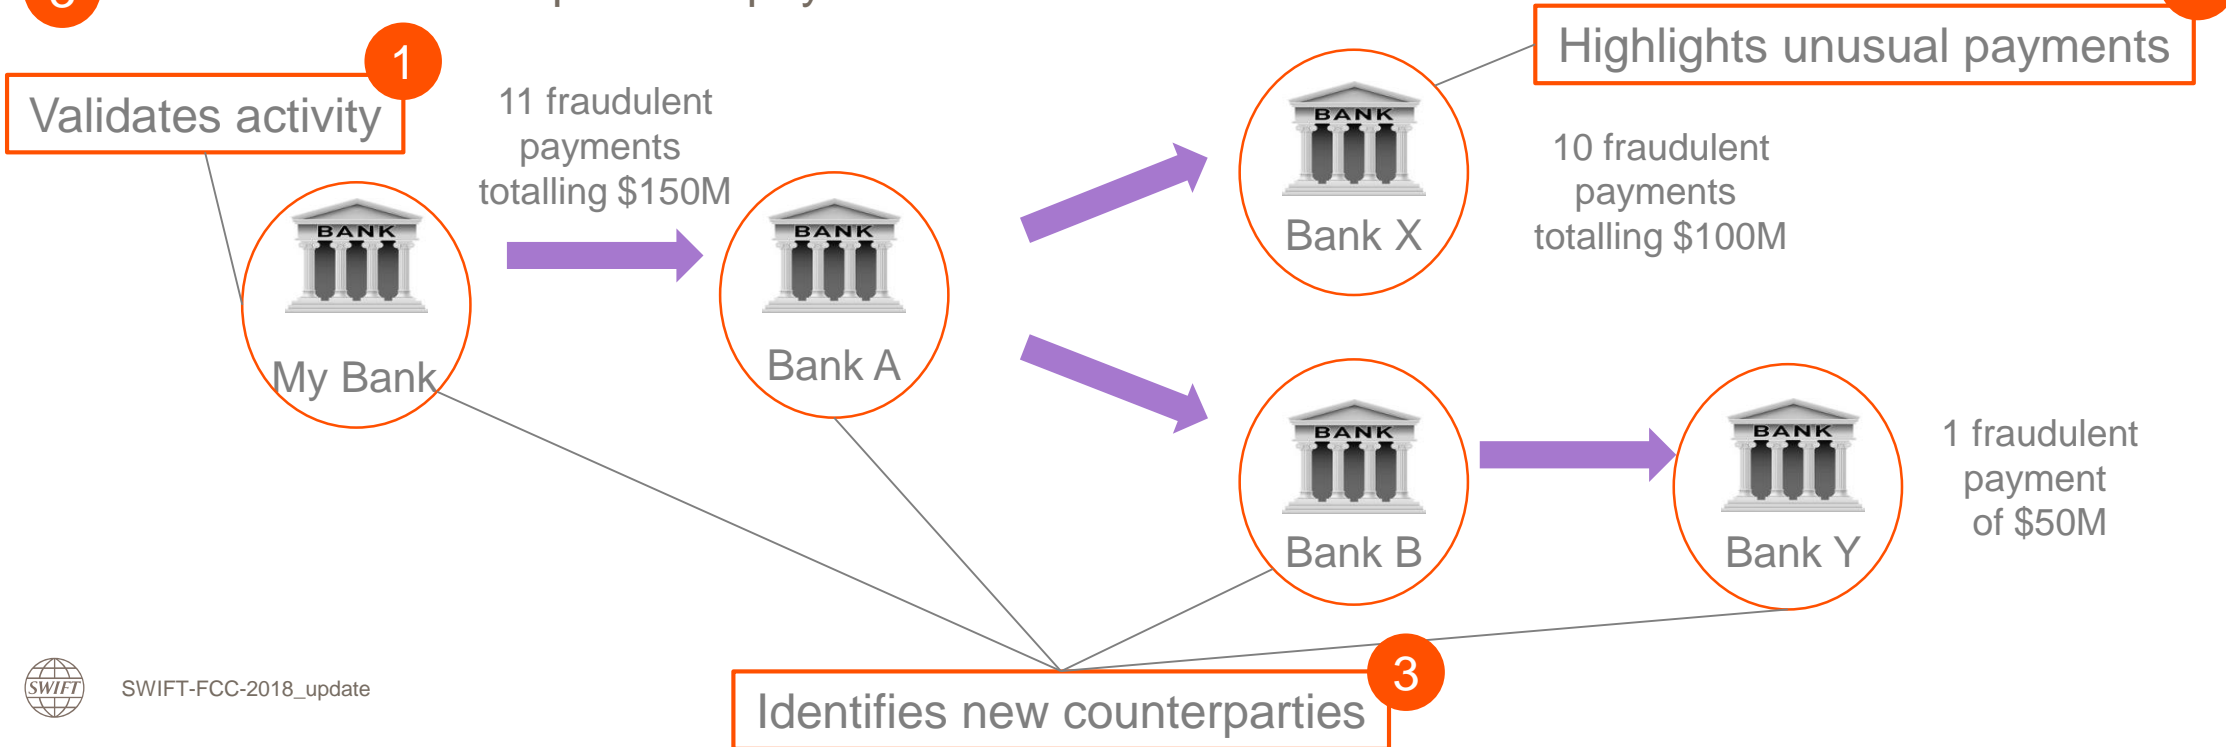 1
Validates activity
11 fraudulent
payments
totalling $150M
Highlights unusual payments
10 fraudulent
payments
totalling $100M
BANK
My Bank
BANK
Bank A
BANK
Bank X
BANK
Bank B
BANK
Bank Y
1 fraudulent
payment
of $50M
3
Identifies new counterparties
SWIFT
SWIFT-FCC-2018_update